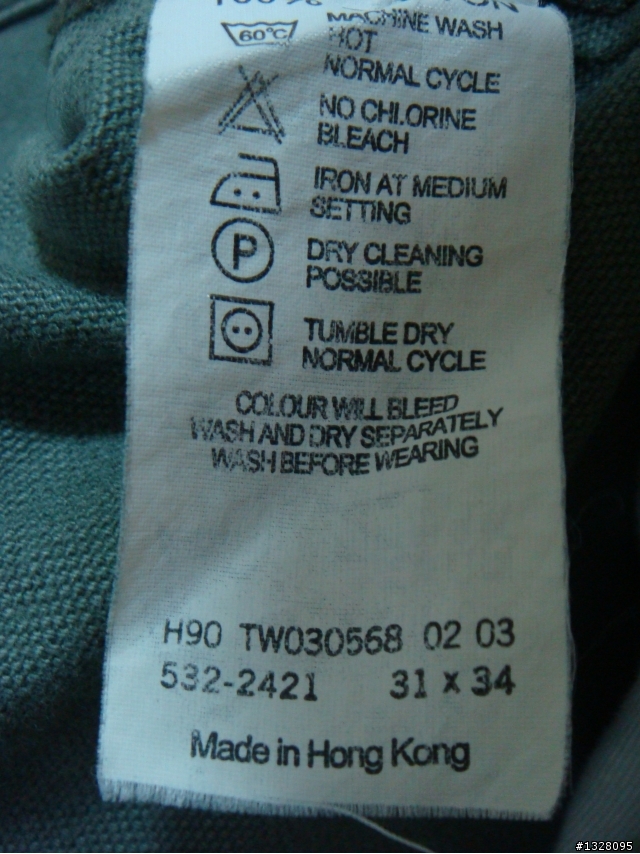 100%
60°C
MACHINE WASH
HOT
NORMAL CYCLE
NO CHLORINE
BLEACH
IRON AT MEDIUM
SETTING
P
DRY CLEANING
POSSIBLE
TUMBLE DRY
NORMAL CYCLE
COLOUR WILL BLEED
WASH AND DRY SEPARATELY
WASH BEFORE WEARING
H90 TW030568 02 03
532-2421 31 x 34
Made in Hong Kong
#1328095